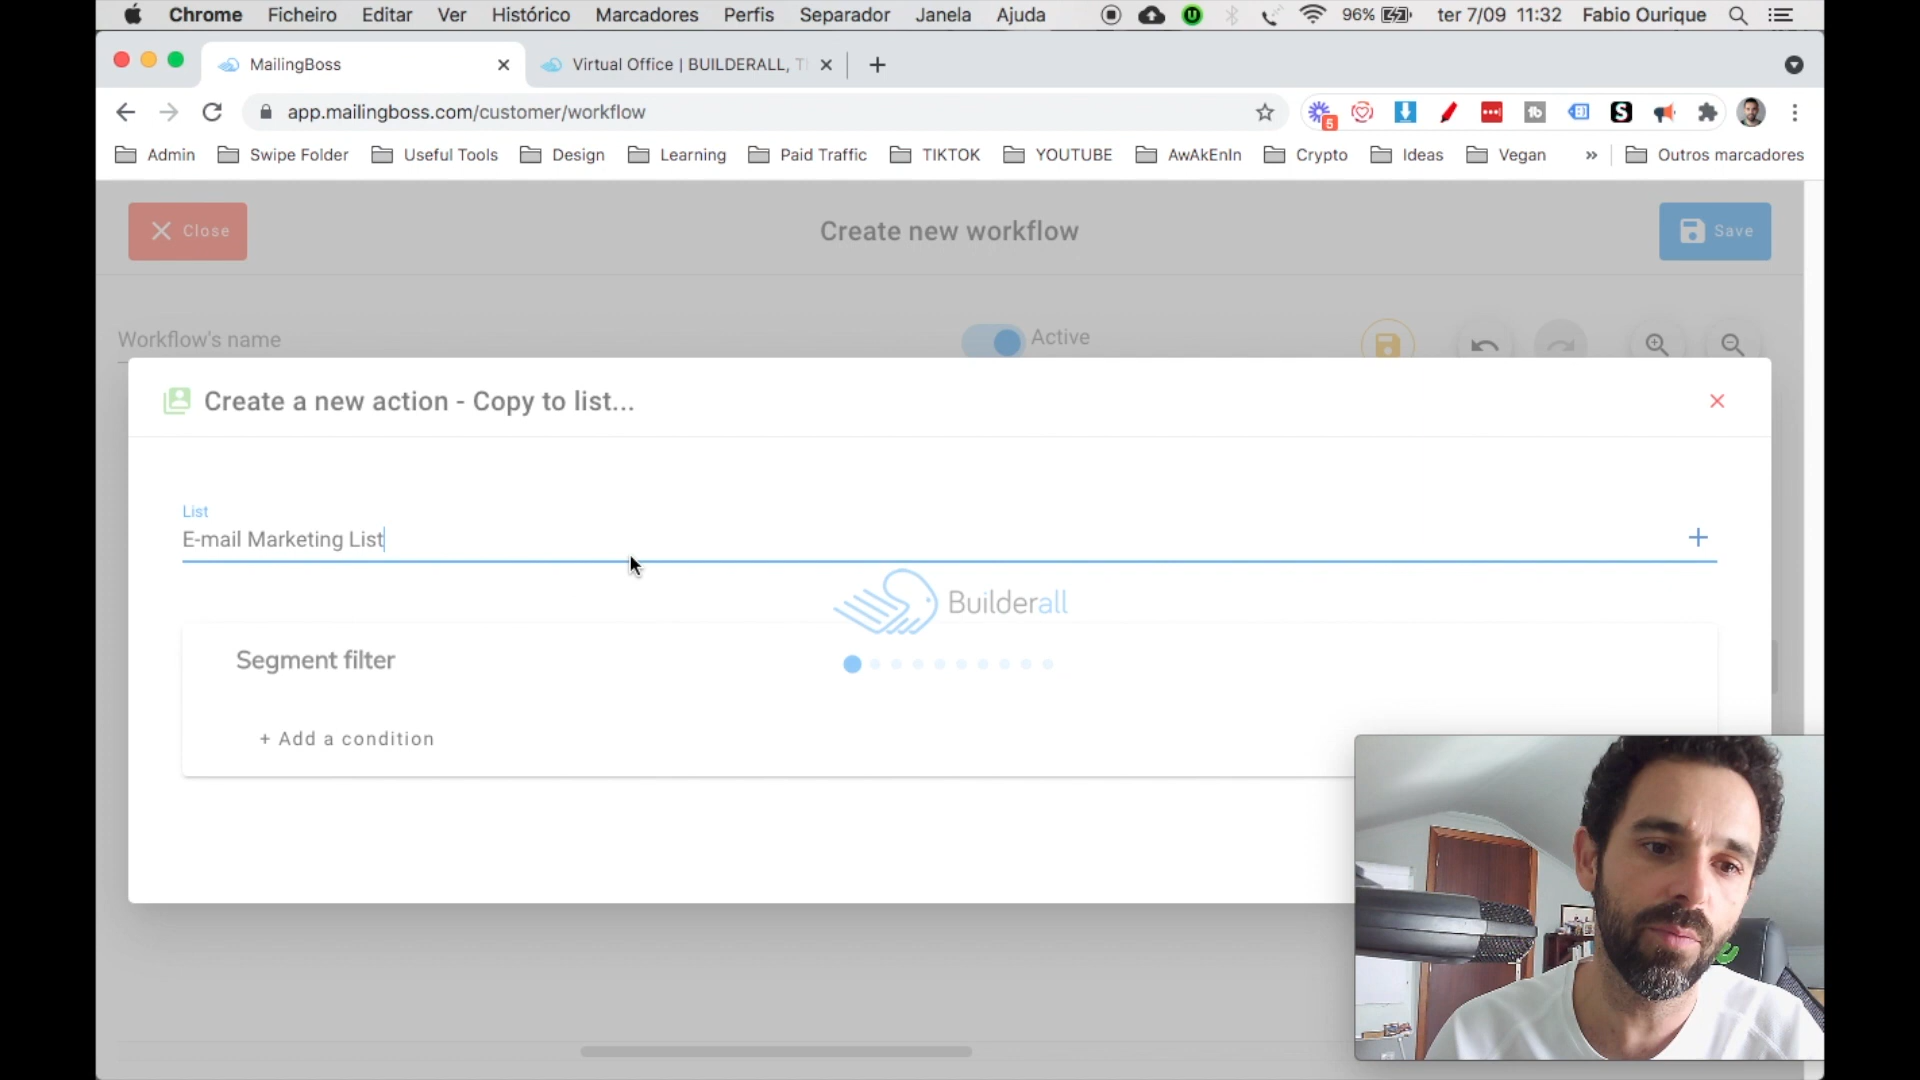 Chrome Ficheiro Editar Ver Histórico Marcadores Perfis Separador Janela Ajuda 96% ter 7/09 11:32 Fabio Ourique
MailingBoss Virtual Office | BUILDERALL, T
app.mailingboss.com/customer/workflow 5
Admin Swipe Folder Useful Tools Design Learning Paid Traffic TIKTOK YOUTUBE AwAkEnIn Crypto Ideas Vegan » Outros marcadores
Close Create new workflow Save
Workflow's name Active
Create a new action - Copy to list...
List
E-mail Marketing List
Builderall
Segment filter
+ Add a condition